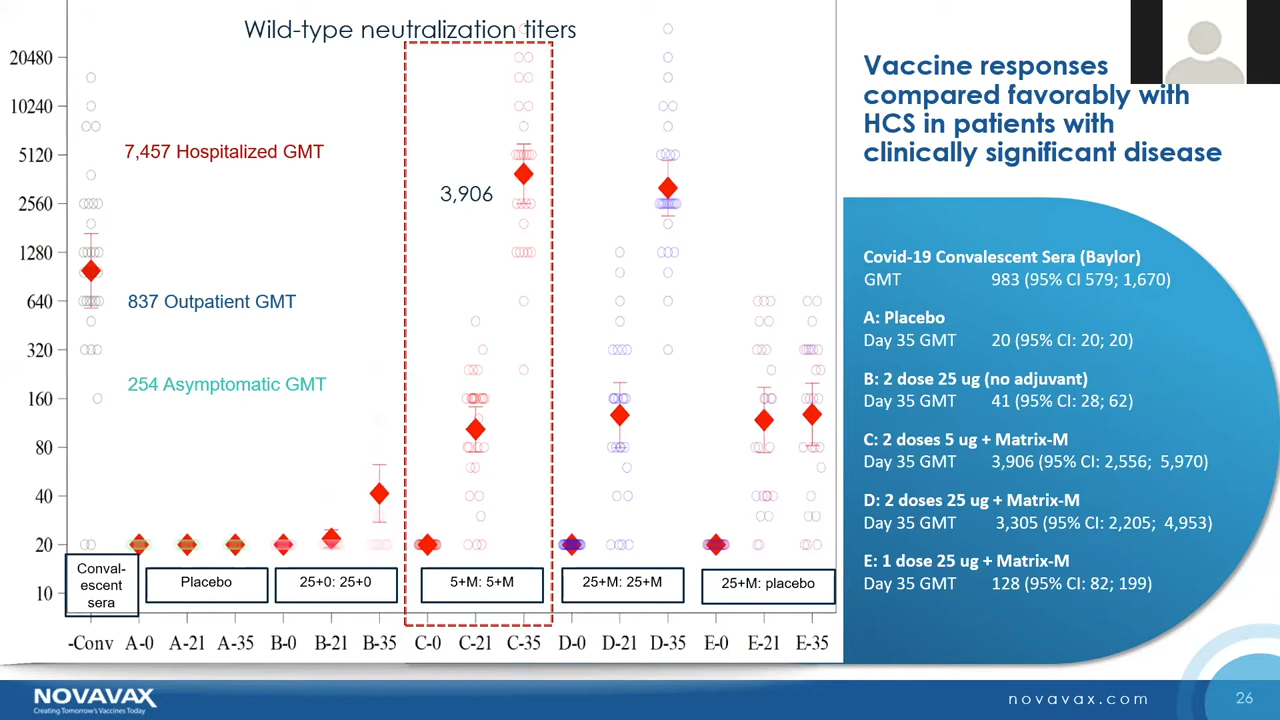 Wild-type neutralization titers
20480
10240
5120
2560
1280
640
320
160
80
40
20
10
7,457 Hospitalized GMT
3,906
837 Outpatient GMT
254 Asymptomatic GMT
Conval-
escent
sera
Placebo
25+0: 25+0
5+M: 5+M
25+M: 25+M
25+M: placebo
-Conv A-0 A-21 A-35 B-0 B-21 B-35 C-0 C-21 C-35 D-0 D-21 D-35 E-0 E-21 E-35
Vaccine responses
compared favorably with
HCS in patients with
clinically significant disease
Covid-19 Convalescent Sera (Baylor)
GMT 983 (95% CI 579; 1,670)
A: Placebo
Day 35 GMT 20 (95% CI: 20; 20)
B: 2 dose 25 ug (no adjuvant)
Day 35 GMT 41 (95% CI: 28; 62)
C: 2 doses 5 ug + Matrix-M
Day 35 GMT 3,906 (95% CI: 2,556; 5,970)
D: 2 doses 25 ug + Matrix-M
Day 35 GMT 3,305 (95% CI: 2,205; 4,953)
E: 1 dose 25 ug + Matrix-M
Day 35 GMT 128 (95% CI: 82; 199)
NOVAVAX
Creating Tomorrow's Vaccines Today
novavax.com
26